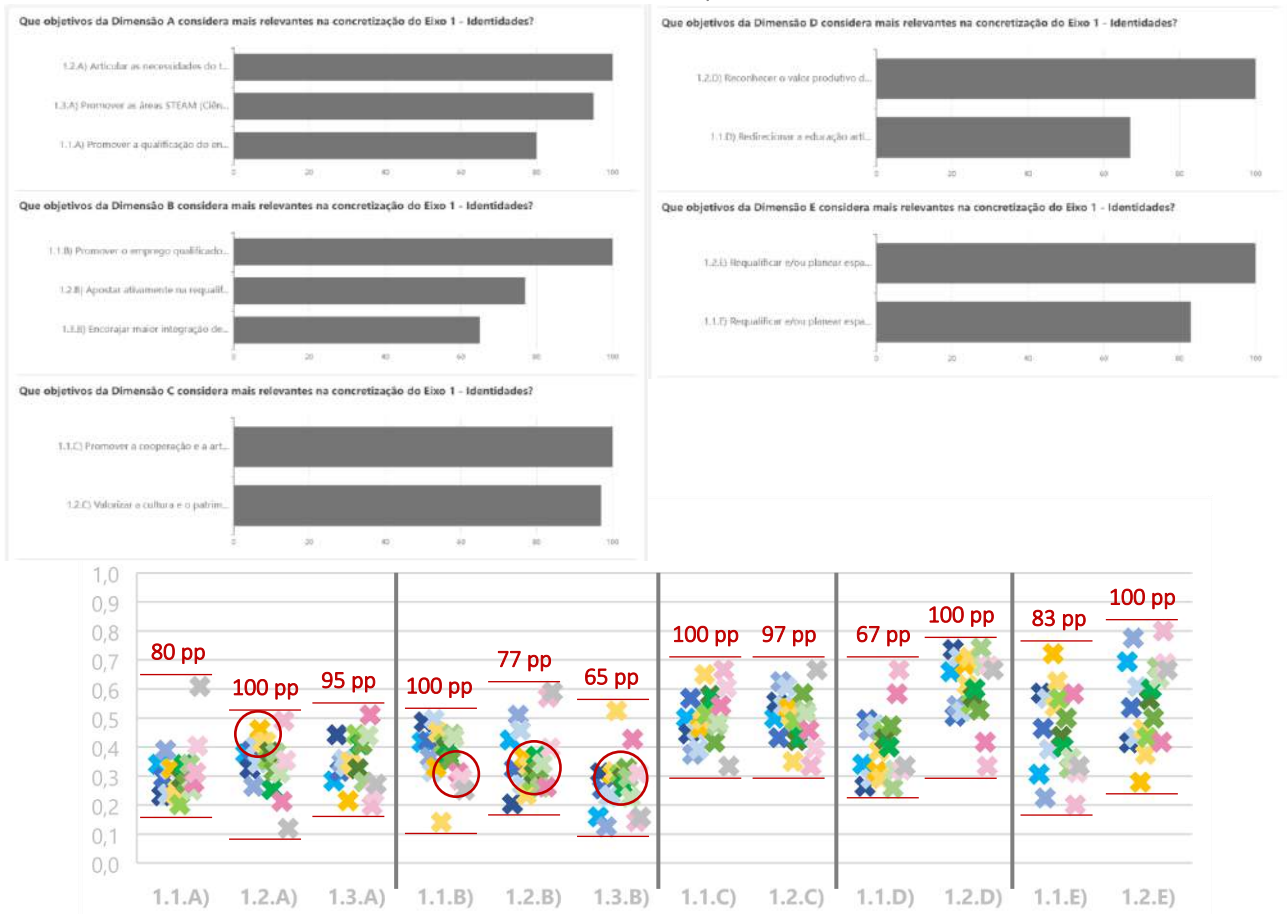 Que objetivos da Dimensão A considera mais relevantes na concretização do Eixo 1 - Identidades?
1.2.A) Articular as necessidades do t...
1.3.A) Promover as áreas STEAM (Ciên...
1.1.A) Promover a qualificação do en...
0 20 40 60 80 100
Que objetivos da Dimensão B considera mais relevantes na concretização do Eixo 1 - Identidades?
1.1.B) Promover o emprego qualificado...
1.2.B) Apostar ativamente na requalif...
1.3.B) Encorajar maior integração de...
0 20 40 60 80 100
Que objetivos da Dimensão C considera mais relevantes na concretização do Eixo 1 - Identidades?
1.1.C) Promover a cooperação e a art...
1.2.C) Valorizar a cultura e o patrim...
0 20 40 60 80 100
Que objetivos da Dimensão D considera mais relevantes na concretização do Eixo 1 - Identidades?
1.2.D) Reconhecer o valor produtivo d...
1.1.D) Redirecionar a educação artí...
0 20 40 60 80 100
Que objetivos da Dimensão E considera mais relevantes na concretização do Eixo 1 - Identidades?
1.2.E) Requalificar e/ou planear espa...
1.1.E) Requalificar e/ou planear espa...
0 20 40 60 80 100
1,0
0,9
0,8
0,7
0,6
0,5
0,4
0,3
0,2
0,1
0,0
80 pp 100 pp 95 pp 100 pp 77 pp 65 pp 100 pp 97 pp 67 pp 100 pp 83 pp 100 pp
1.1.A) 1.2.A) 1.3.A) 1.1.B) 1.2.B) 1.3.B) 1.1.C) 1.2.C) 1.1.D) 1.2.D) 1.1.E) 1.2.E)